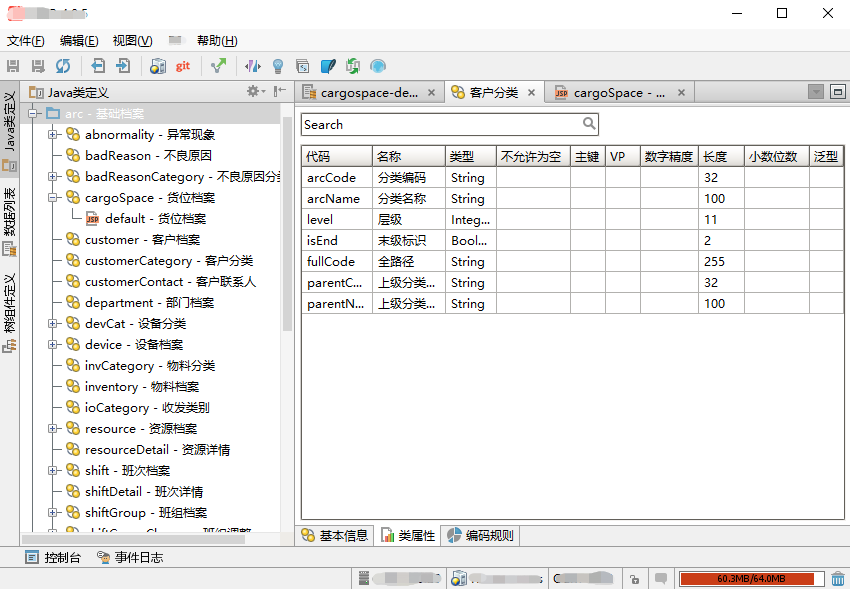 文件(F) 编辑(E) 视图(V) 帮助(H)
git
Java类定义
数据列表
树组件定义
Java类定义
arc - 基础档案
abnormality - 异常现象
badReason - 不良原因
badReasonCategory - 不良原因分
cargoSpace - 货位档案
JSP default - 货位档案
customer - 客户档案
customerCategory - 客户分类
customerContact - 客户联系人
department - 部门档案
devCat - 设备分类
device - 设备档案
invCategory - 物料分类
inventory - 物料档案
ioCategory - 收发类别
resource - 资源档案
resourceDetail - 资源详情
shift - 班次档案
shiftDetail - 班次详情
shiftGroup - 班组档案
cargospace-de... 客户分类 JSP cargoSpace - ...
Search
代码 名称 类型 不允许为空 主键 VP 数字精度 长度 小数位数 泛型
arcCode 分类编码 String 32
arcName 分类名称 String 100
level 层级 Integ... 11
isEnd 末级标识 Bool... 2
fullCode 全路径 String 255
parentC... 上级分类... String 32
parentN... 上级分类... String 100
基本信息 类属性 编码规则
控制台 事件日志
60.3MB/64.0MB